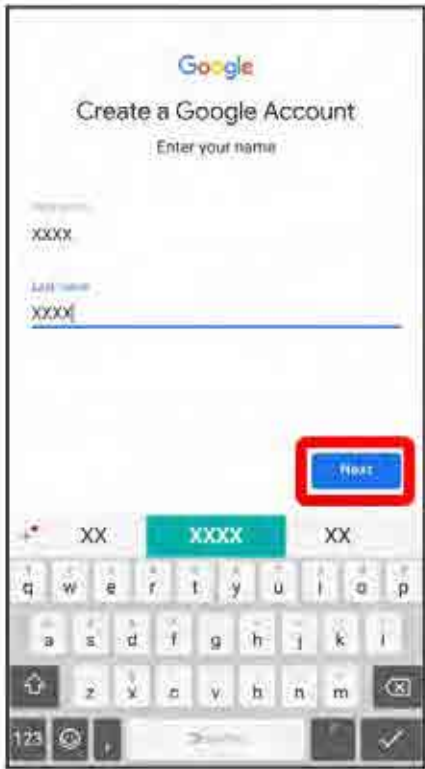 Google
Create a Google Account
Enter your name
XXXX
Last name
XXXX
Next
XX XXXX XX
q w e r t y u i o p
a s d f g h j k l
z x c v b n m
123 ,